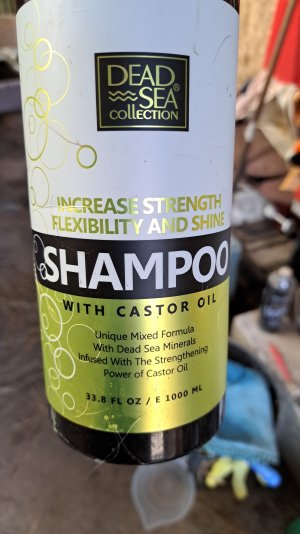 DEAD
SEA®
COLLECTION
INCREASE STRENGTH
FLEXIBILITY AND SHINE
SHAMPOO
WITH CASTOR OIL
Unique Mixed Formula
With Dead Sea Minerals
Infused With The Strengthening
Power of Castor Oil
33.8 FL OZ / E 1000 ML